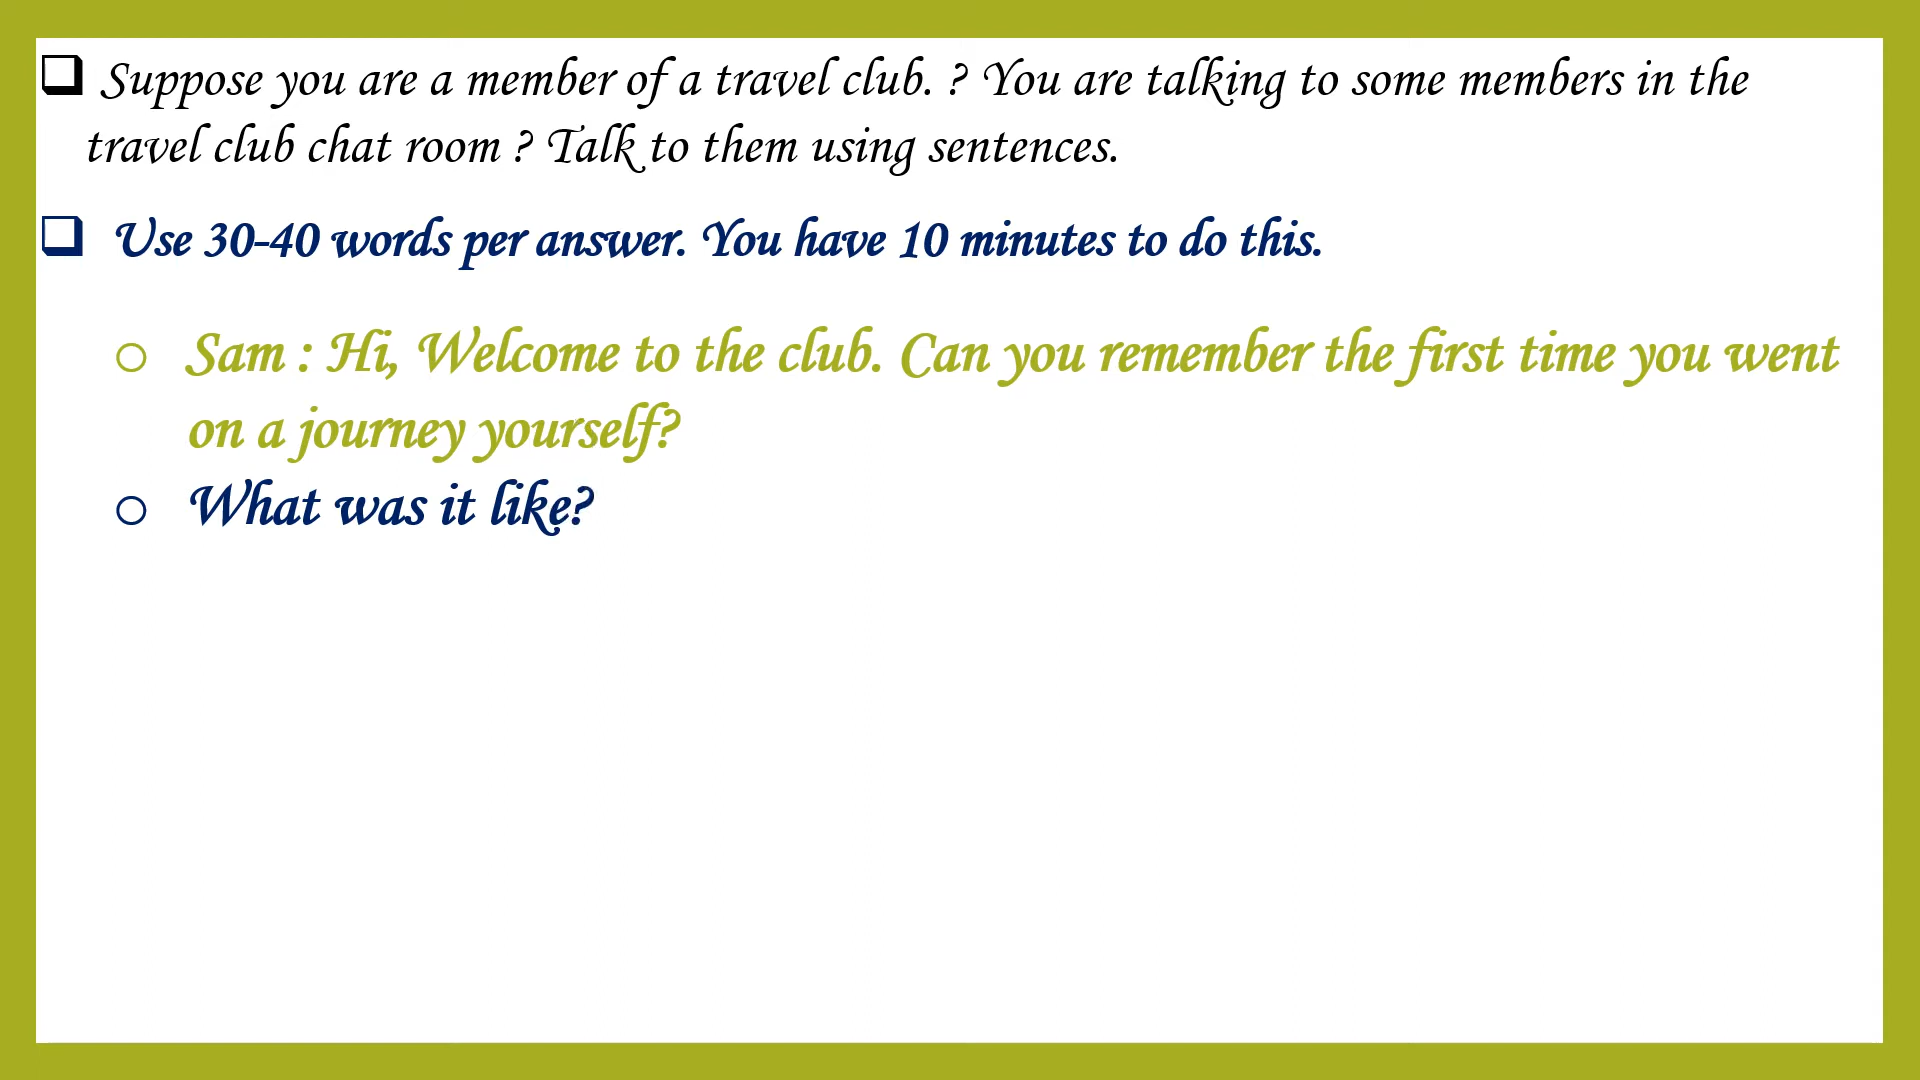 Suppose you are a member of a travel club. ? You are talking to some members in the
travel club chat room ? Talk to them using sentences.
Use 30-40 words per answer. You have 10 minutes to do this.
Sam : Hi, Welcome to the club. Can you remember the first time you went
on a journey yourself?
What was it like?